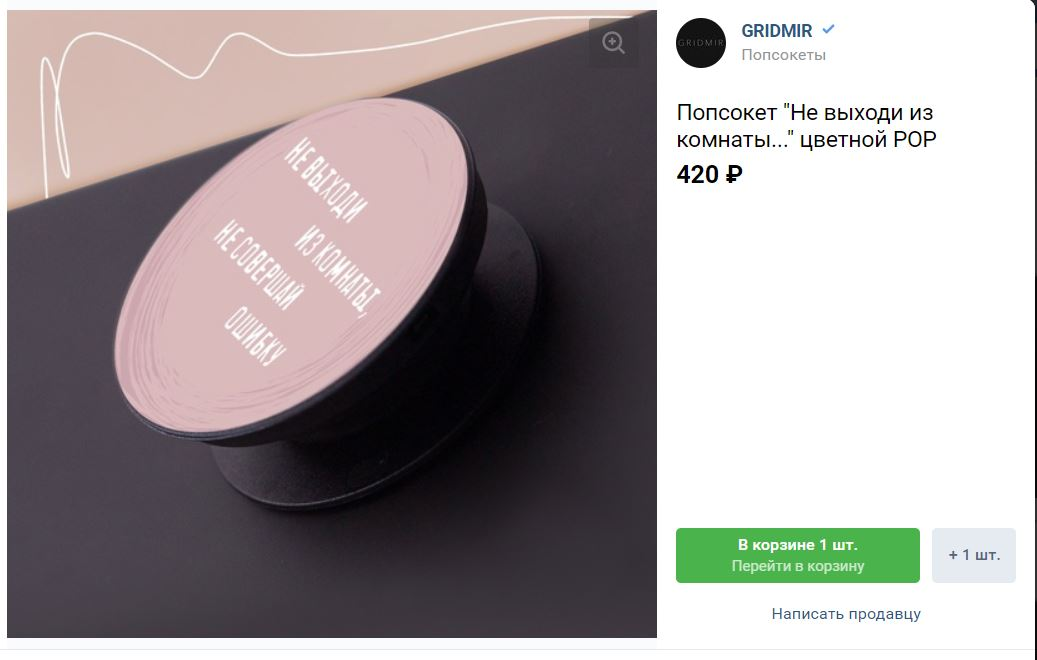 НЕ ВЫХОДИ
ИЗ КОМНАТЫ,
НЕ СОВЕРШАЙ
ОШИБКУ
GRIDMIR
GRIDMIR
Попсокеты
Попсокет "Не выходи из
комнаты..." цветной POP
420 ₽
В корзине 1 шт.
Перейти в корзину
+ 1 шт.
Написать продавцу